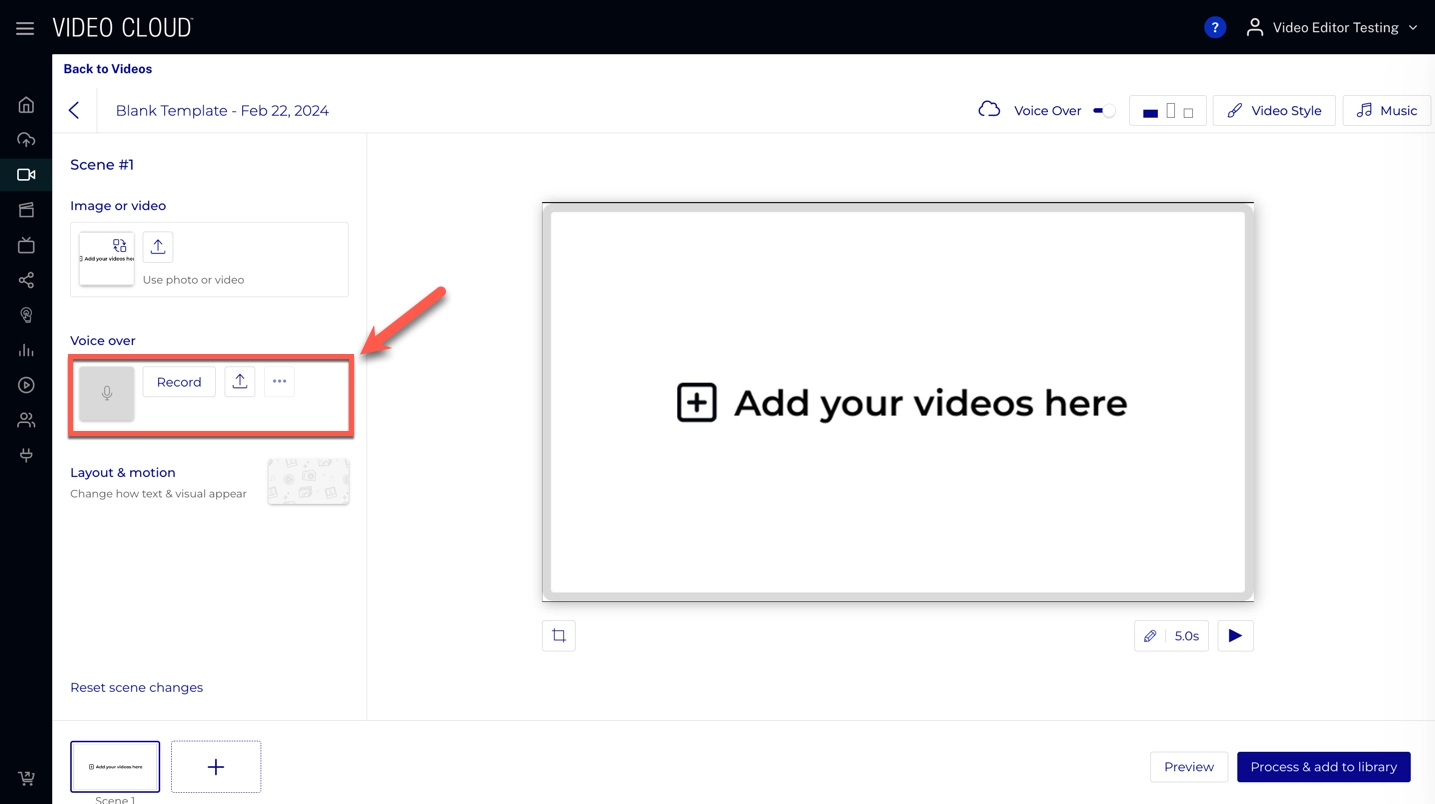 VIDEO CLOUD
?
Video Editor Testing
Back to Videos
Blank Template - Feb 22, 2024
Voice Over
Video Style
Music
Scene #1
Image or video
Add your videos her
Use photo or video
Voice over
Record
Layout & motion
Change how text & visual appear
Reset scene changes
Add your videos here
5.0s
Add your videos here
Scene 1
Preview
Process & add to library